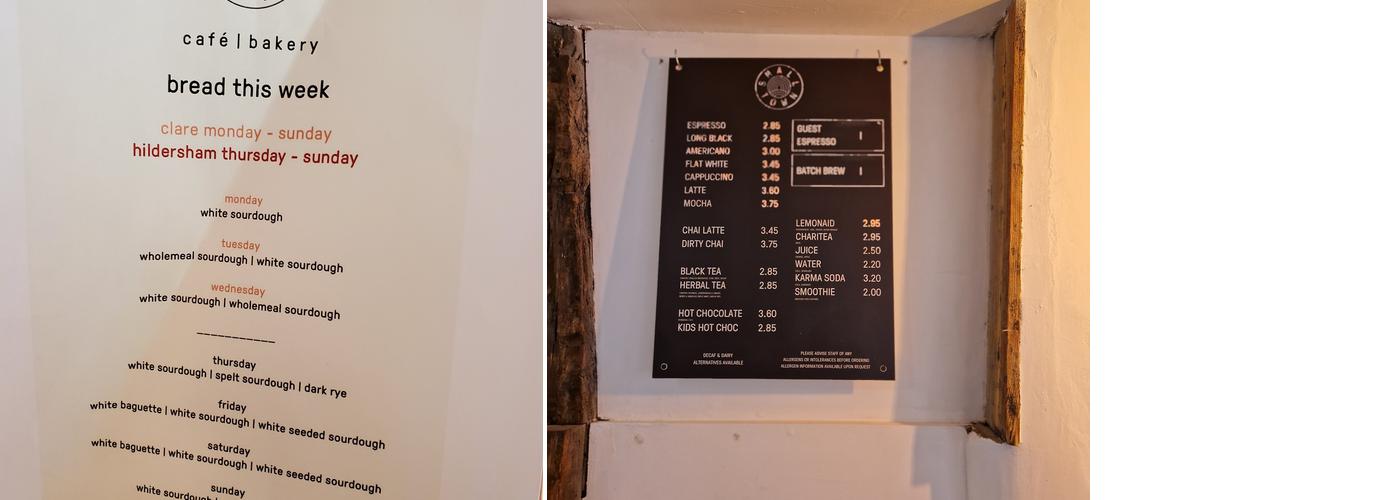 café | bakery
bread this week
clare monday - sunday
hildersham thursday - sunday
monday
white sourdough
tuesday
wholemeal sourdough | white sourdough
wednesday
white sourdough | wholemeal sourdough
thursday
white sourdough | spelt sourdough | dark rye
friday
white baguette | white sourdough | white seeded sourdough
saturday
white baguette | white sourdough | white seeded sourdough
sunday
white
SMALL
TOWN
ESPRESSO 2.85
LONG BLACK 2.85
AMERICANO 3.00
FLAT WHITE 3.45
CAPPUCCINO 3.45
LATTE 3.60
MOCHA 3.75
CHAI LATTE 3.45
DIRTY CHAI 3.75
BLACK TEA 2.85
HERBAL TEA 2.85
HOT CHOCOLATE 3.60
KIDS HOT CHOC 2.85
DECAF & DAIRY
ALTERNATIVES AVAILABLE
GUEST
ESPRESSO |
BATCH BREW |
LEMONAID 2.95
CHARITEA 2.95
JUICE 2.50
WATER 2.20
KARMA SODA 3.20
SMOOTHIE 2.00
PLEASE ADVISE STAFF OF ANY
ALLERGENS OR INTOLERANCES BEFORE ORDERING
ALLERGEN INFORMATION AVAILABLE UPON REQUEST